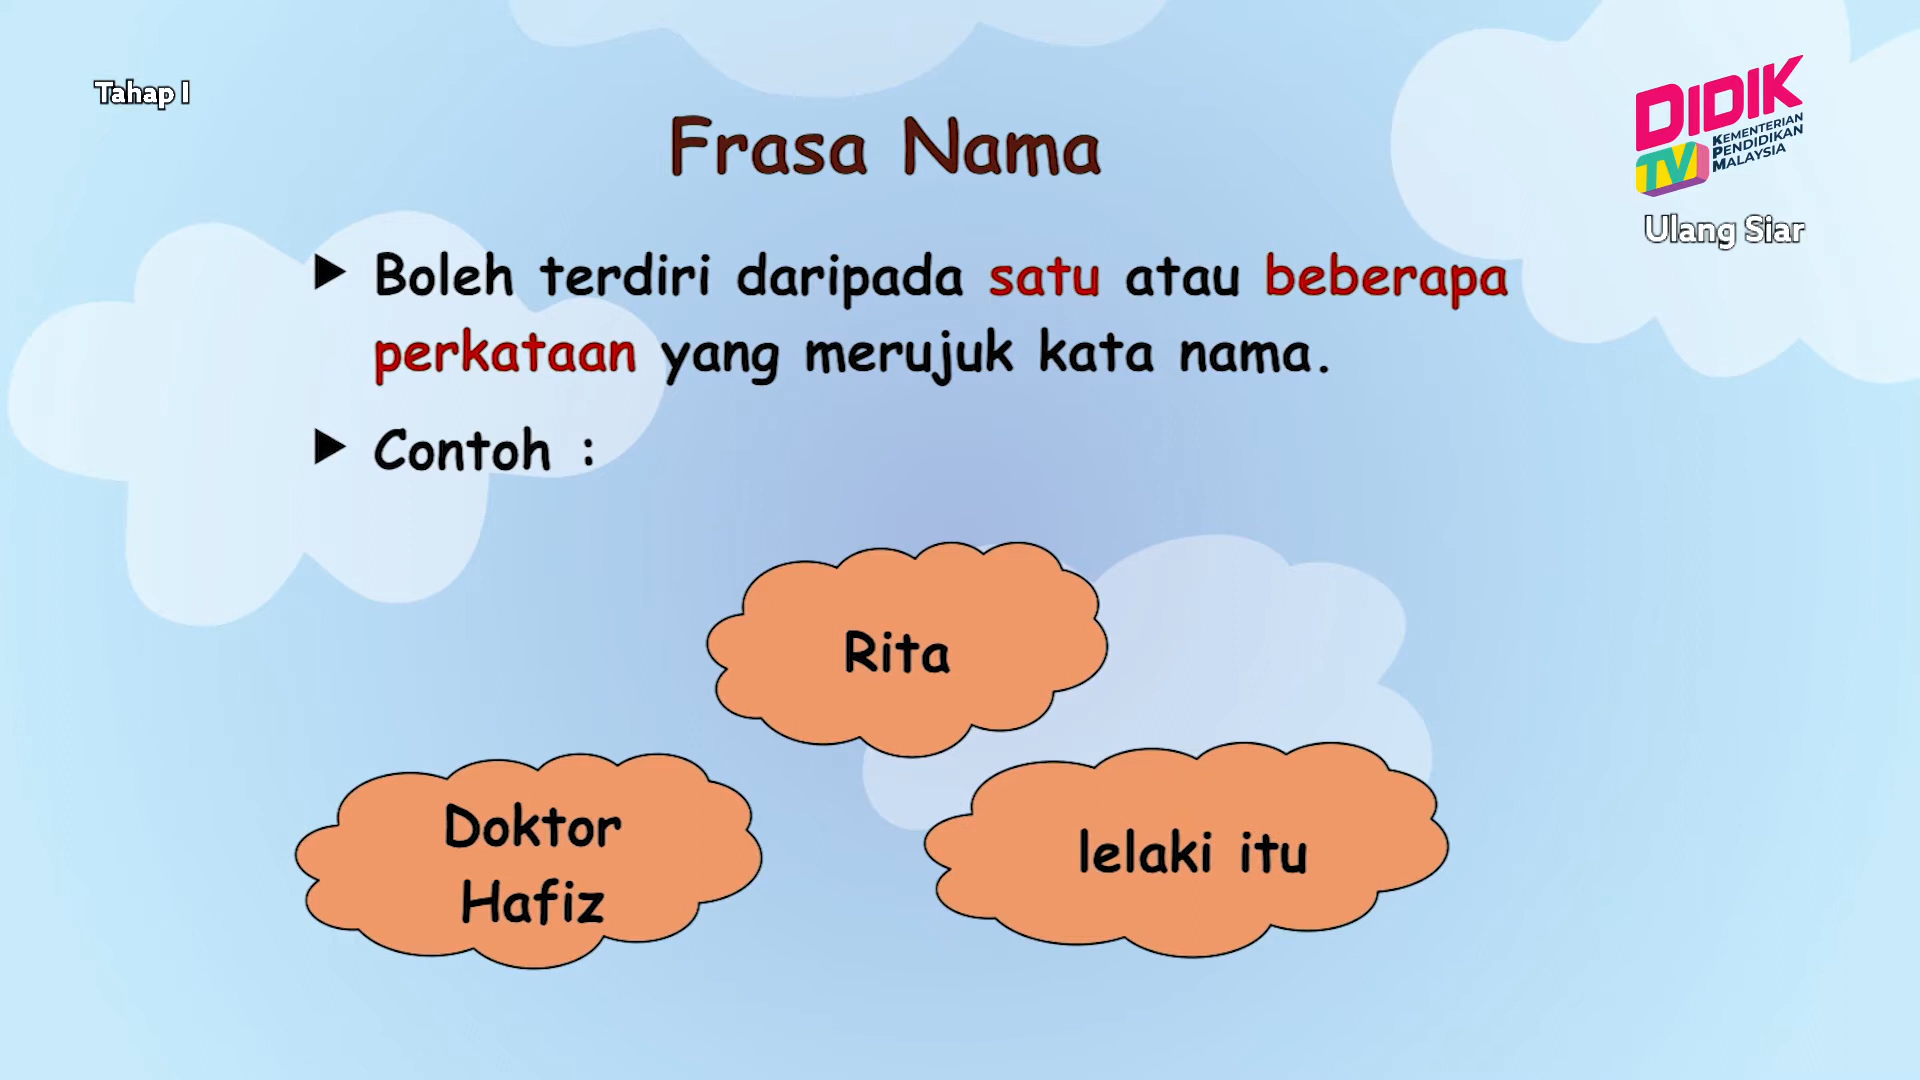 Tahap I
DIDIK
TV
KEMENTERIAN
PENDIDIKAN
MALAYSIA
Ulang Siar
Frasa Nama
Boleh terdiri daripada satu atau beberapa
perkataan yang merujuk kata nama.
Contoh :
Rita
Doktor
Hafiz
lelaki itu